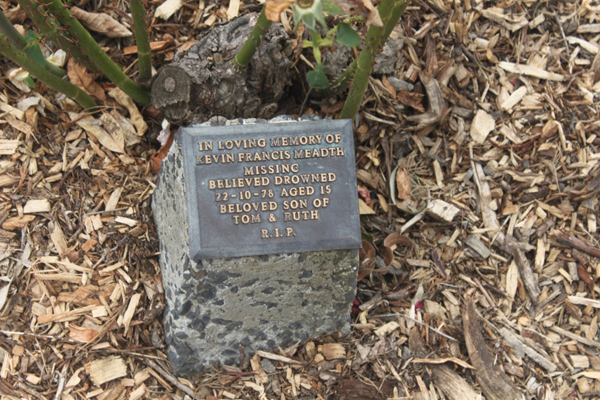 IN LOVING MEMORY OF
KEVIN FRANCIS MEADTH
MISSING
BELIEVED DROWNED
22-10-78 AGED 15
BELOVED SON OF
TOM & RUTH
R.I.P.